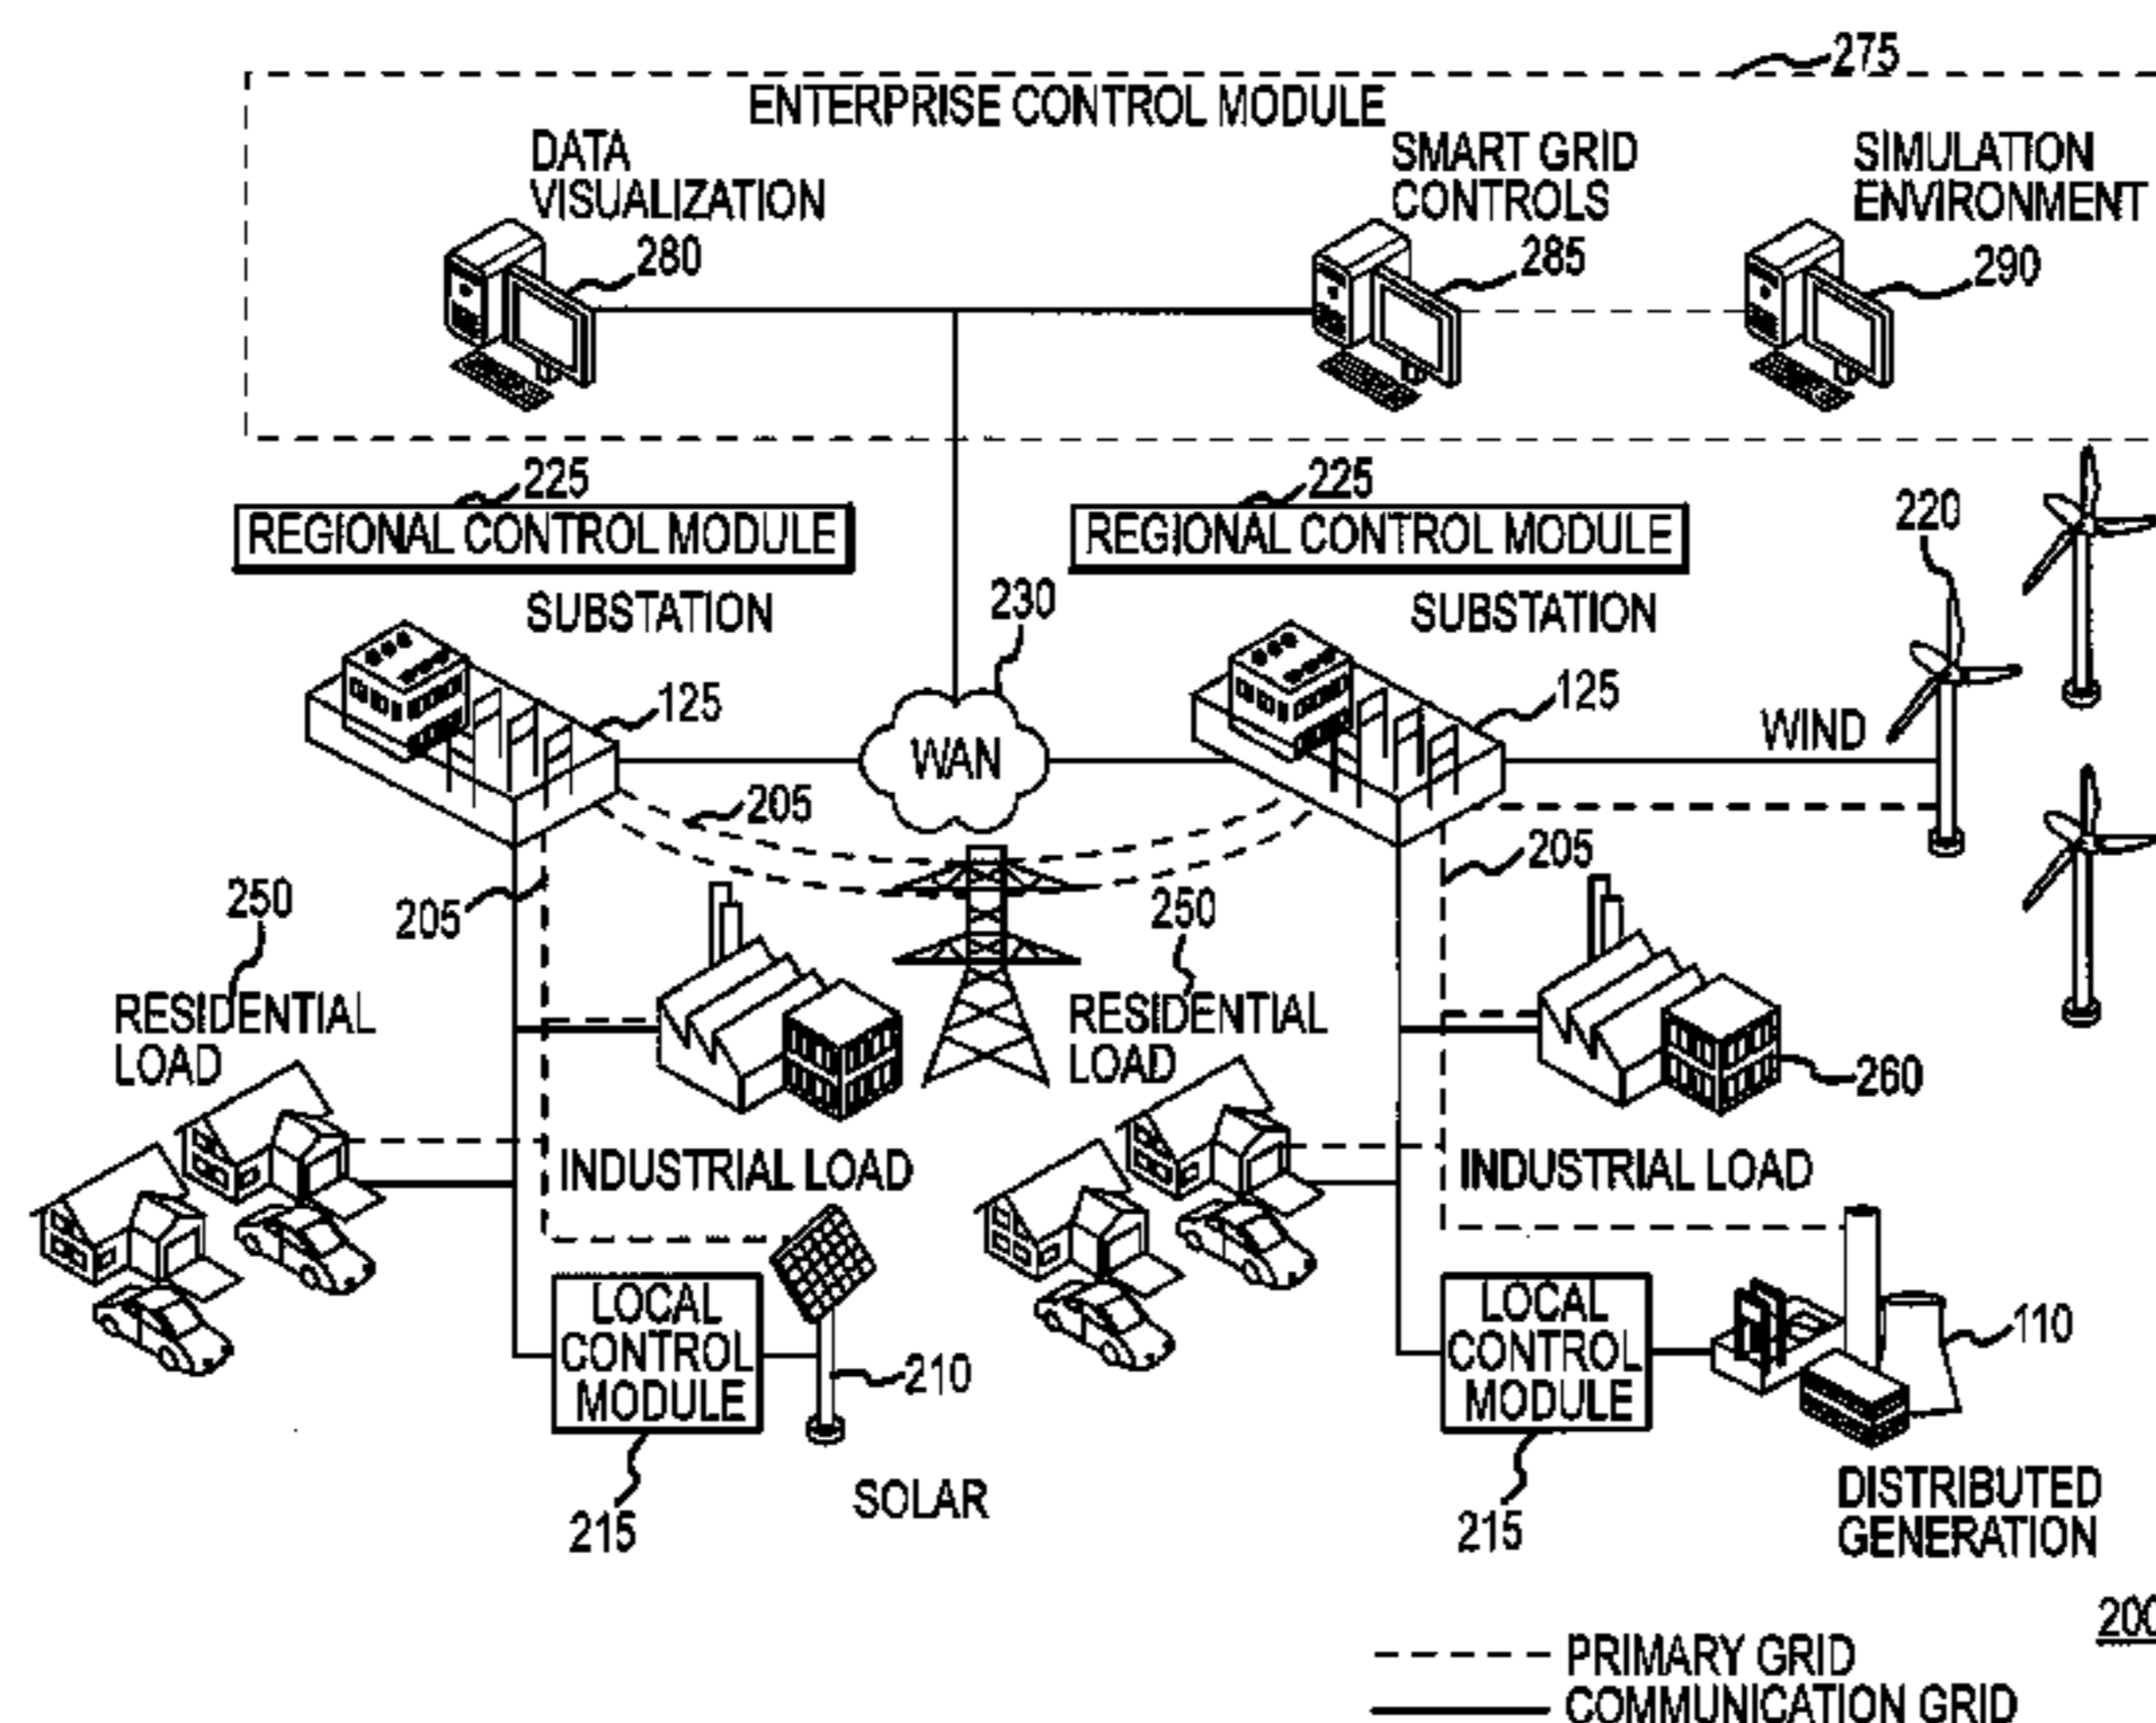 275
ENTERPRISE CONTROL MODULE
DATA
VISUALIZATION
280
SMART GRID
CONTROLS
285
SIMULATION
ENVIRONMENT
290
225
REGIONAL CONTROL MODULE
225
REGIONAL CONTROL MODULE
220
SUBSTATION
230
SUBSTATION
125
WAN
125
WIND
205
205
250
205
250
RESIDENTIAL
LOAD
RESIDENTIAL
LOAD
260
INDUSTRIAL LOAD
INDUSTRIAL LOAD
LOCAL
CONTROL
MODULE
210
LOCAL
CONTROL
MODULE
110
215
SOLAR
215
DISTRIBUTED
GENERATION
200
PRIMARY GRID
COMMUNICATION GRID